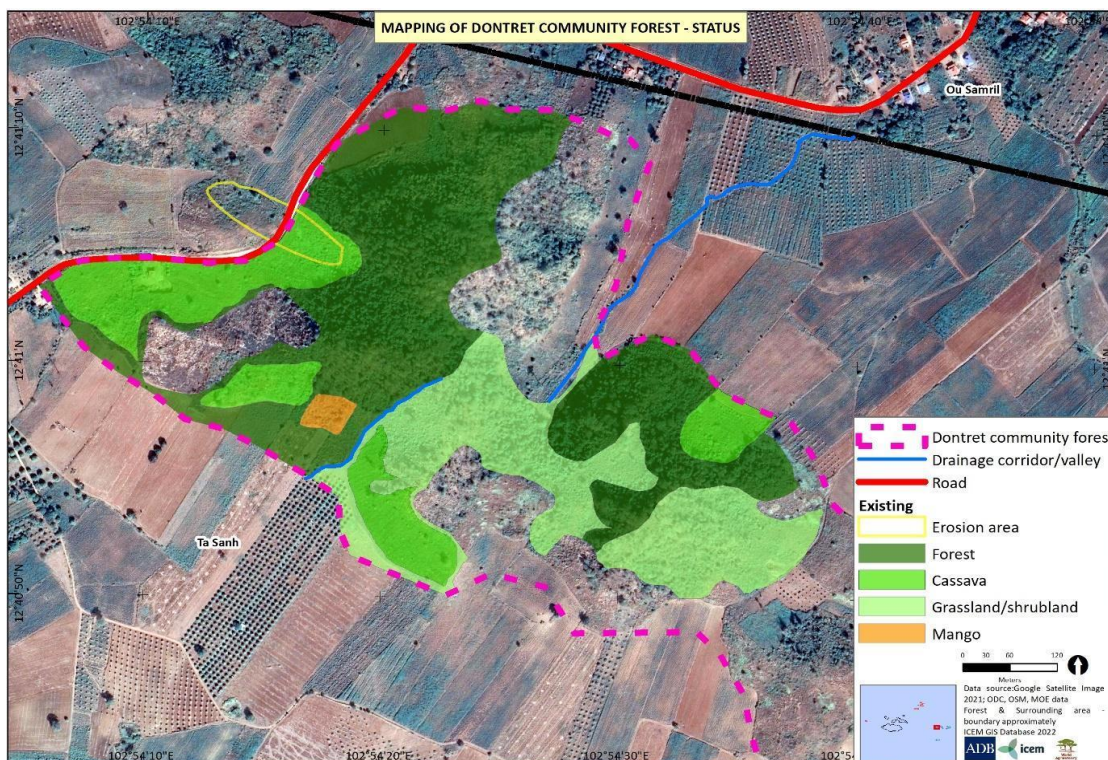 MAPPING OF DONTRET COMMUNITY FOREST - STATUS
102°54'10"E
102°54'40"E
Ou Samril
12°41'10"N
12°41'N
12°40'50"N
Ta Sanh
Dontret community fores
Drainage corridor/valley
Road
Existing
Erosion area
Forest
Cassava
Grassland/shrubland
Mango
0 30 60 120
Meters
Data source:Google Satellite Image
2021; ODC, OSM, MOE data
Forest & Surrounding area -
boundary approximately
ICEM GIS Database 2022
ADB icem
102°54'10"E
102°54'20"E
102°54'30"E